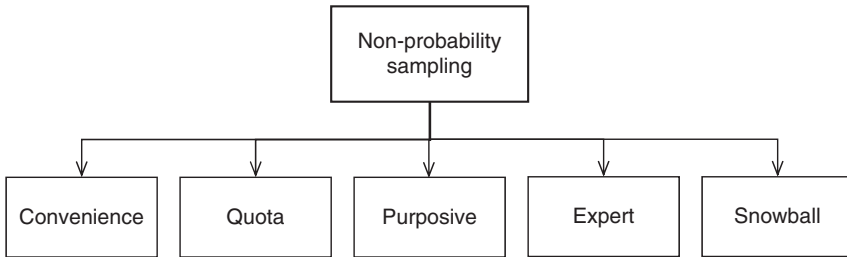 Non-probability
sampling
Convenience
Quota
Purposive
Expert
Snowball